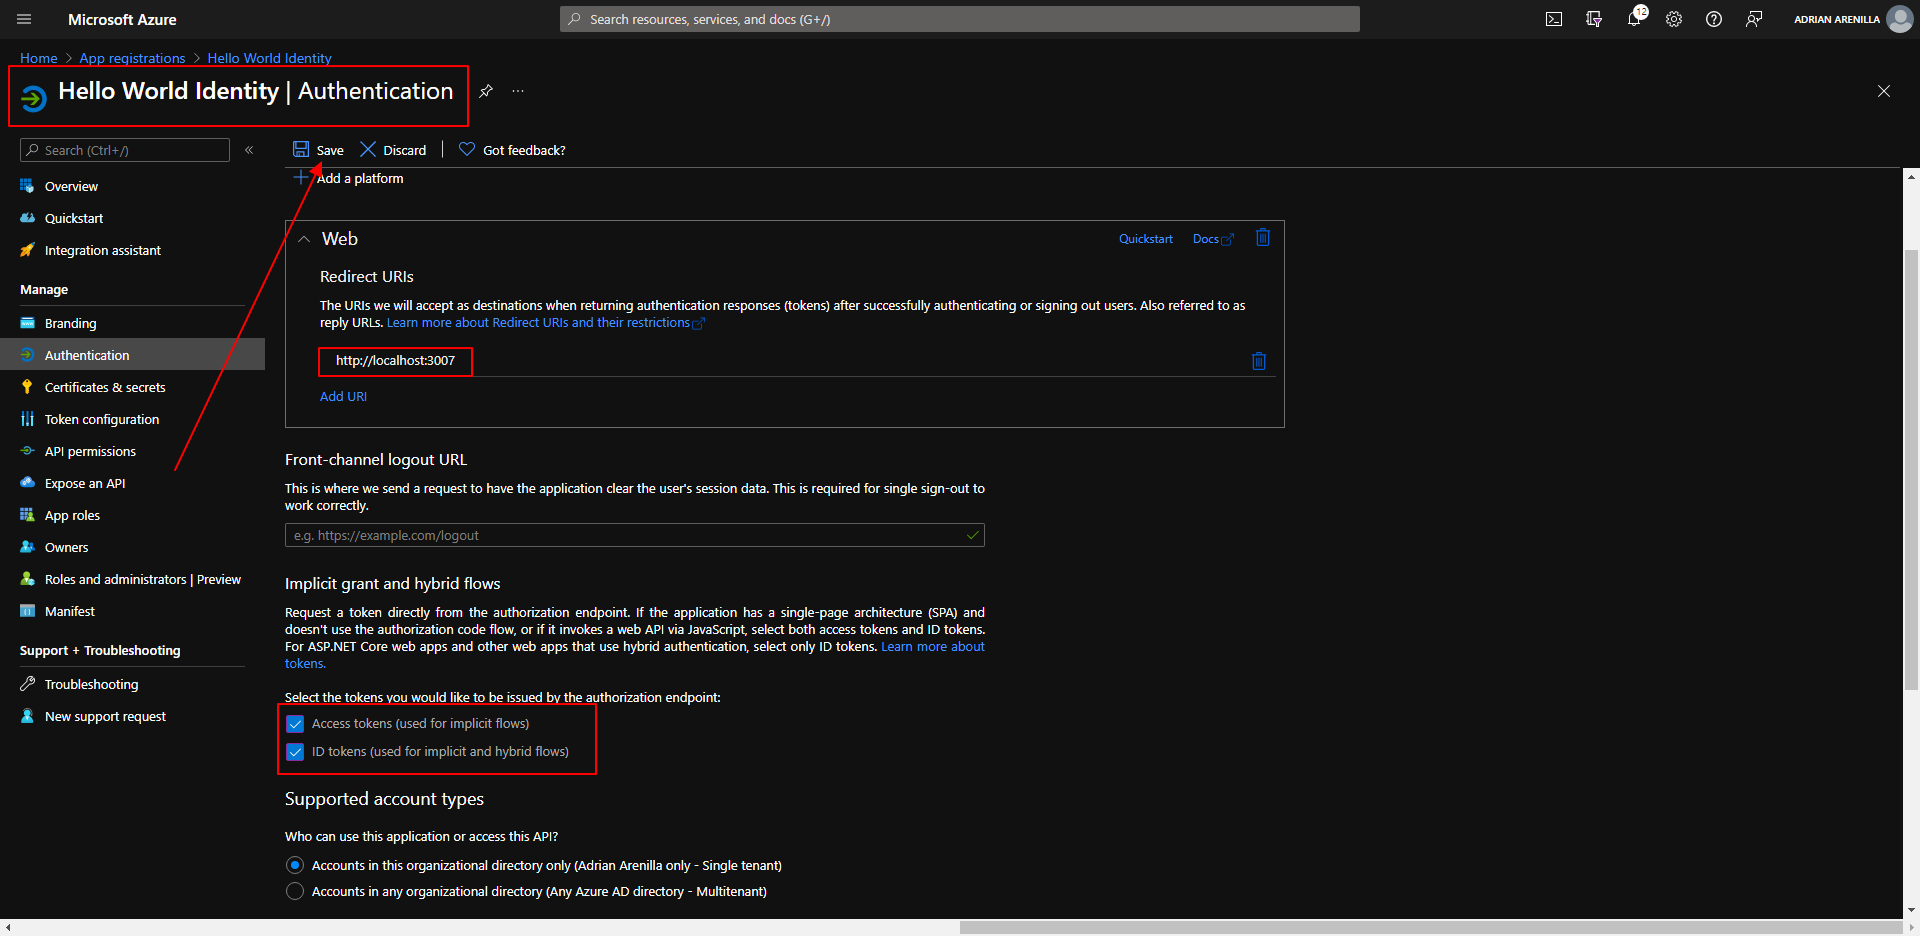 Microsoft Azure
Search resources, services, and docs (G+/)
12
ADRIAN ARENILLA
Home > App registrations > Hello World Identity
Hello World Identity | Authentication
...
Search (Ctrl+/)
«
Overview
Quickstart
Integration assistant
Manage
Branding
Authentication
Certificates & secrets
Token configuration
API permissions
Expose an API
App roles
Owners
Roles and administrators | Preview
Manifest
Support + Troubleshooting
Troubleshooting
New support request
Save
Discard
Got feedback?
Add a platform
Web
Quickstart
Docs
Redirect URIs
The URIs we will accept as destinations when returning authentication responses (tokens) after successfully authenticating or signing out users. Also referred to as
reply URLs. Learn more about Redirect URIs and their restrictions
http://localhost:3007
Add URI
Front-channel logout URL
This is where we send a request to have the application clear the user's session data. This is required for single sign-out to
work correctly.
e.g. https://example.com/logout
Implicit grant and hybrid flows
Request a token directly from the authorization endpoint. If the application has a single-page architecture (SPA) and
doesn't use the authorization code flow, or if it invokes a web API via JavaScript, select both access tokens and ID tokens.
For ASP.NET Core web apps and other web apps that use hybrid authentication, select only ID tokens. Learn more about
tokens.
Select the tokens you would like to be issued by the authorization endpoint:
Access tokens (used for implicit flows)
ID tokens (used for implicit and hybrid flows)
Supported account types
Who can use this application or access this API?
Accounts in this organizational directory only (Adrian Arenilla only - Single tenant)
Accounts in any organizational directory (Any Azure AD directory - Multitenant)